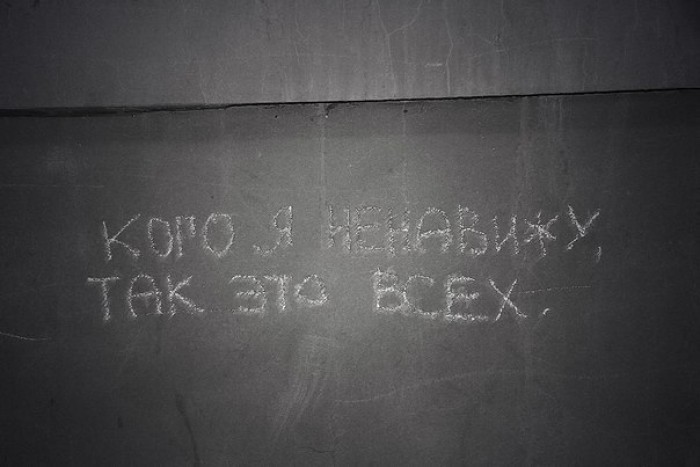 КОГО Я НЕНАВИЖУ,
ТАК ЭТО ВСЕХ.